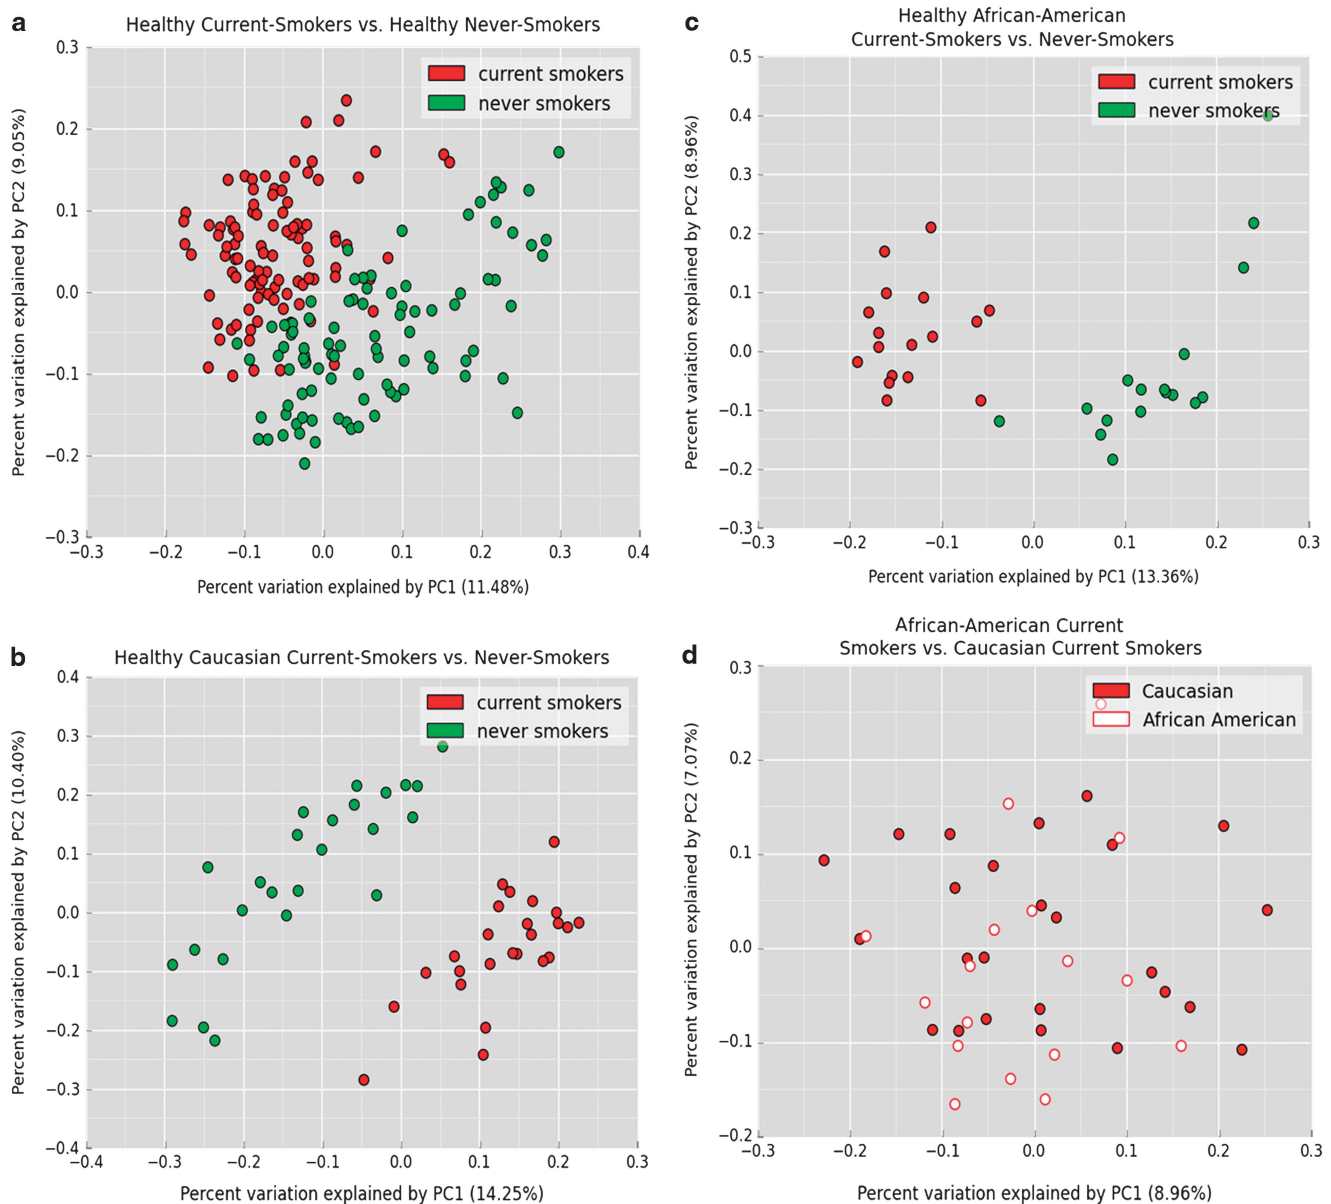 a
Healthy Current-Smokers vs. Healthy Never-Smokers
current smokers
never smokers
0.3
0.2
0.1
0.0
−0.1
−0.2
−0.3
−0.3
−0.2
−0.1
0.0
0.1
0.2
0.3
0.4
Percent variation explained by PC2 (9.05%)
Percent variation explained by PC1 (11.48%)
b
Healthy Caucasian Current-Smokers vs. Never-Smokers
current smokers
never smokers
0.4
0.3
0.2
0.1
0.0
−0.1
−0.2
−0.3
−0.4
−0.4
−0.3
−0.2
−0.1
0.0
0.1
0.2
0.3
Percent variation explained by PC2 (10.40%)
Percent variation explained by PC1 (14.25%)
c
Healthy African-American
Current-Smokers vs. Never-Smokers
current smokers
never smokers
0.5
0.4
0.3
0.2
0.1
0.0
−0.1
−0.2
−0.3
−0.3
−0.2
−0.1
0.0
0.1
0.2
0.3
Percent variation explained by PC2 (8.96%)
Percent variation explained by PC1 (13.36%)
d
African-American Current
Smokers vs. Caucasian Current Smokers
Caucasian
African American
0.3
0.2
0.1
0.0
−0.1
−0.2
−0.3
−0.2
−0.1
0.0
0.1
0.2
0.3
Percent variation explained by PC2 (7.07%)
Percent variation explained by PC1 (8.96%)